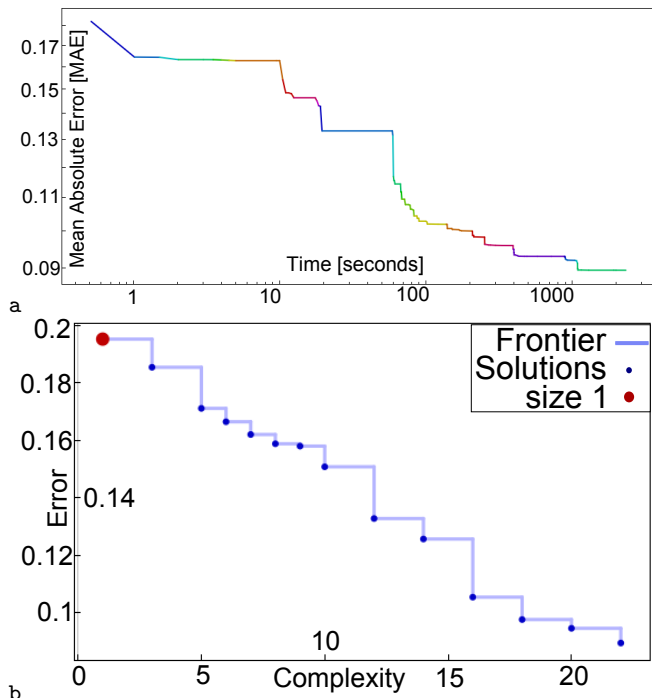 0.17
0.15
0.13
0.11
0.09
Mean Absolute Error [MAE]
Time [seconds]
1 10 100 1000
a
0.2
0.18
0.16
0.14
0.12
0.1
Error
Frontier
Solutions
size 1
0 5 10 15 20
Complexity
b